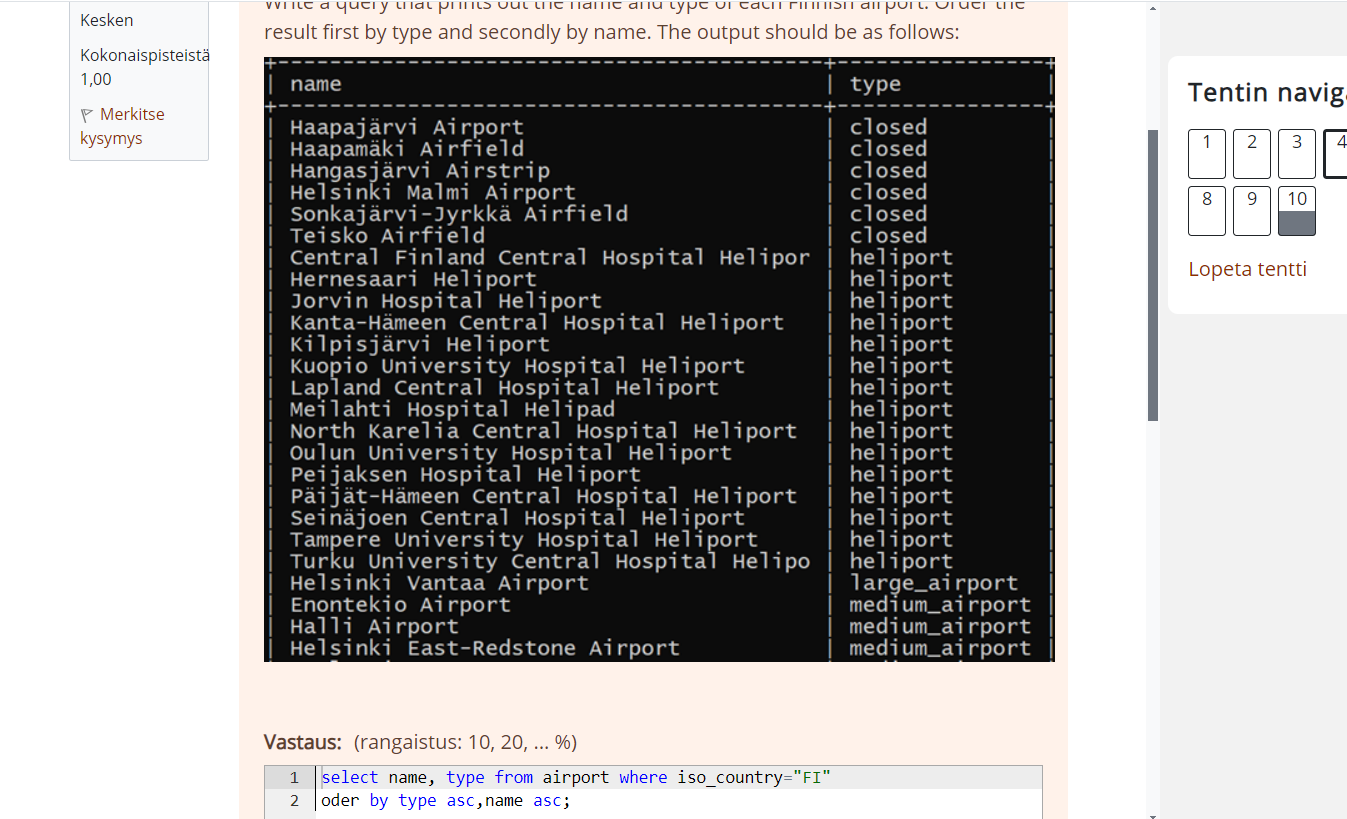 Kesken
Kokonaispisteistä
1,00
Merkitse
kysymys
Write a query that prints out the name and type of each Finnish airport. Order the
result first by type and secondly by name. The output should be as follows:
name | type
Haapajärvi Airport | closed
Haapamäki Airfield | closed
Hangasjärvi Airstrip | closed
Helsinki Malmi Airport | closed
Sonkajärvi-Jyrkkä Airfield | closed
Teisko Airfield | closed
Central Finland Central Hospital Helipor | heliport
Hernesaari Heliport | heliport
Jorvin Hospital Heliport | heliport
Kanta-Hämeen Central Hospital Heliport | heliport
Kilpisjärvi Heliport | heliport
Kuopio University Hospital Heliport | heliport
Lapland Central Hospital Heliport | heliport
Meilahti Hospital Helipad | heliport
North Karelia Central Hospital Heliport | heliport
Oulun University Hospital Heliport | heliport
Peijaksen Hospital Heliport | heliport
Päijät-Hämeen Central Hospital Heliport | heliport
Seinäjoen Central Hospital Heliport | heliport
Tampere University Hospital Heliport | heliport
Turku University Central Hospital Helipo | heliport
Helsinki Vantaa Airport | large_airport
Enontekio Airport | medium_airport
Halli Airport | medium_airport
Helsinki East-Redstone Airport | medium_airport
Vastaus: (rangaistus: 10, 20, ... %)
1 select name, type from airport where iso_country="FI"
2 oder by type asc,name asc;
Tentin naviga
1 2 3 4
8 9 10
Lopeta tentti